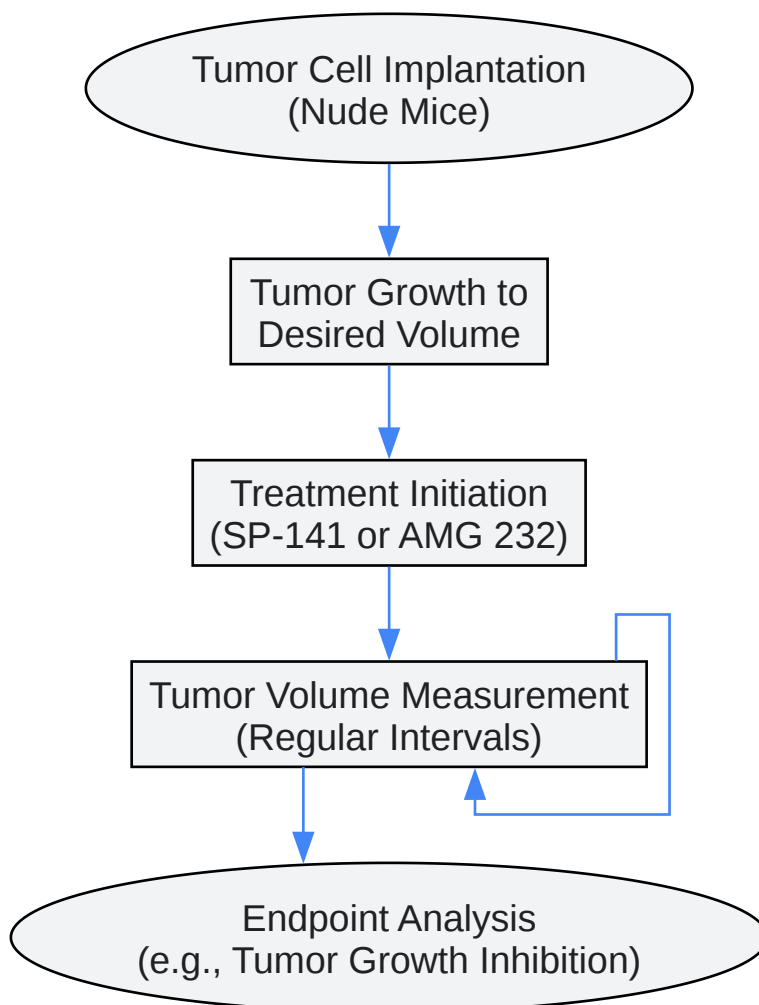 Tumor Cell Implantation
(Nude Mice)
Tumor Growth to
Desired Volume
Treatment Initiation
(SP-141 or AMG 232)
Tumor Volume Measurement
(Regular Intervals)
Endpoint Analysis
(e.g., Tumor Growth Inhibition)